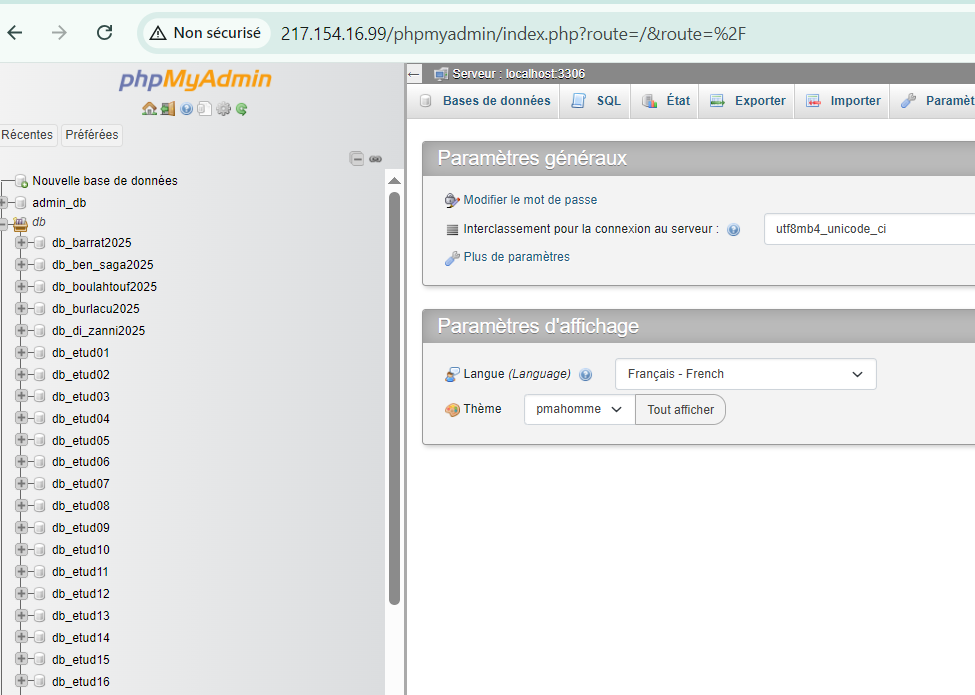 Non sécurisé
217.154.16.99/phpmyadmin/index.php?route=/&route=%2F
phpMyAdmin
Récentes
Préférées
Nouvelle base de données
admin_db
db
db_barrat2025
db_ben_saga2025
db_boulahtouf2025
db_burlacu2025
db_di_zanni2025
db_etud01
db_etud02
db_etud03
db_etud04
db_etud05
db_etud06
db_etud07
db_etud08
db_etud09
db_etud10
db_etud11
db_etud12
db_etud13
db_etud14
db_etud15
db_etud16
Serveur : localhost:3306
Bases de données
SQL
État
Exporter
Importer
Paramèt
Paramètres généraux
Modifier le mot de passe
Interclassement pour la connexion au serveur :
utf8mb4_unicode_ci
Plus de paramètres
Paramètres d'affichage
Langue (Language)
Français - French
Thème
pmahomme
Tout afficher